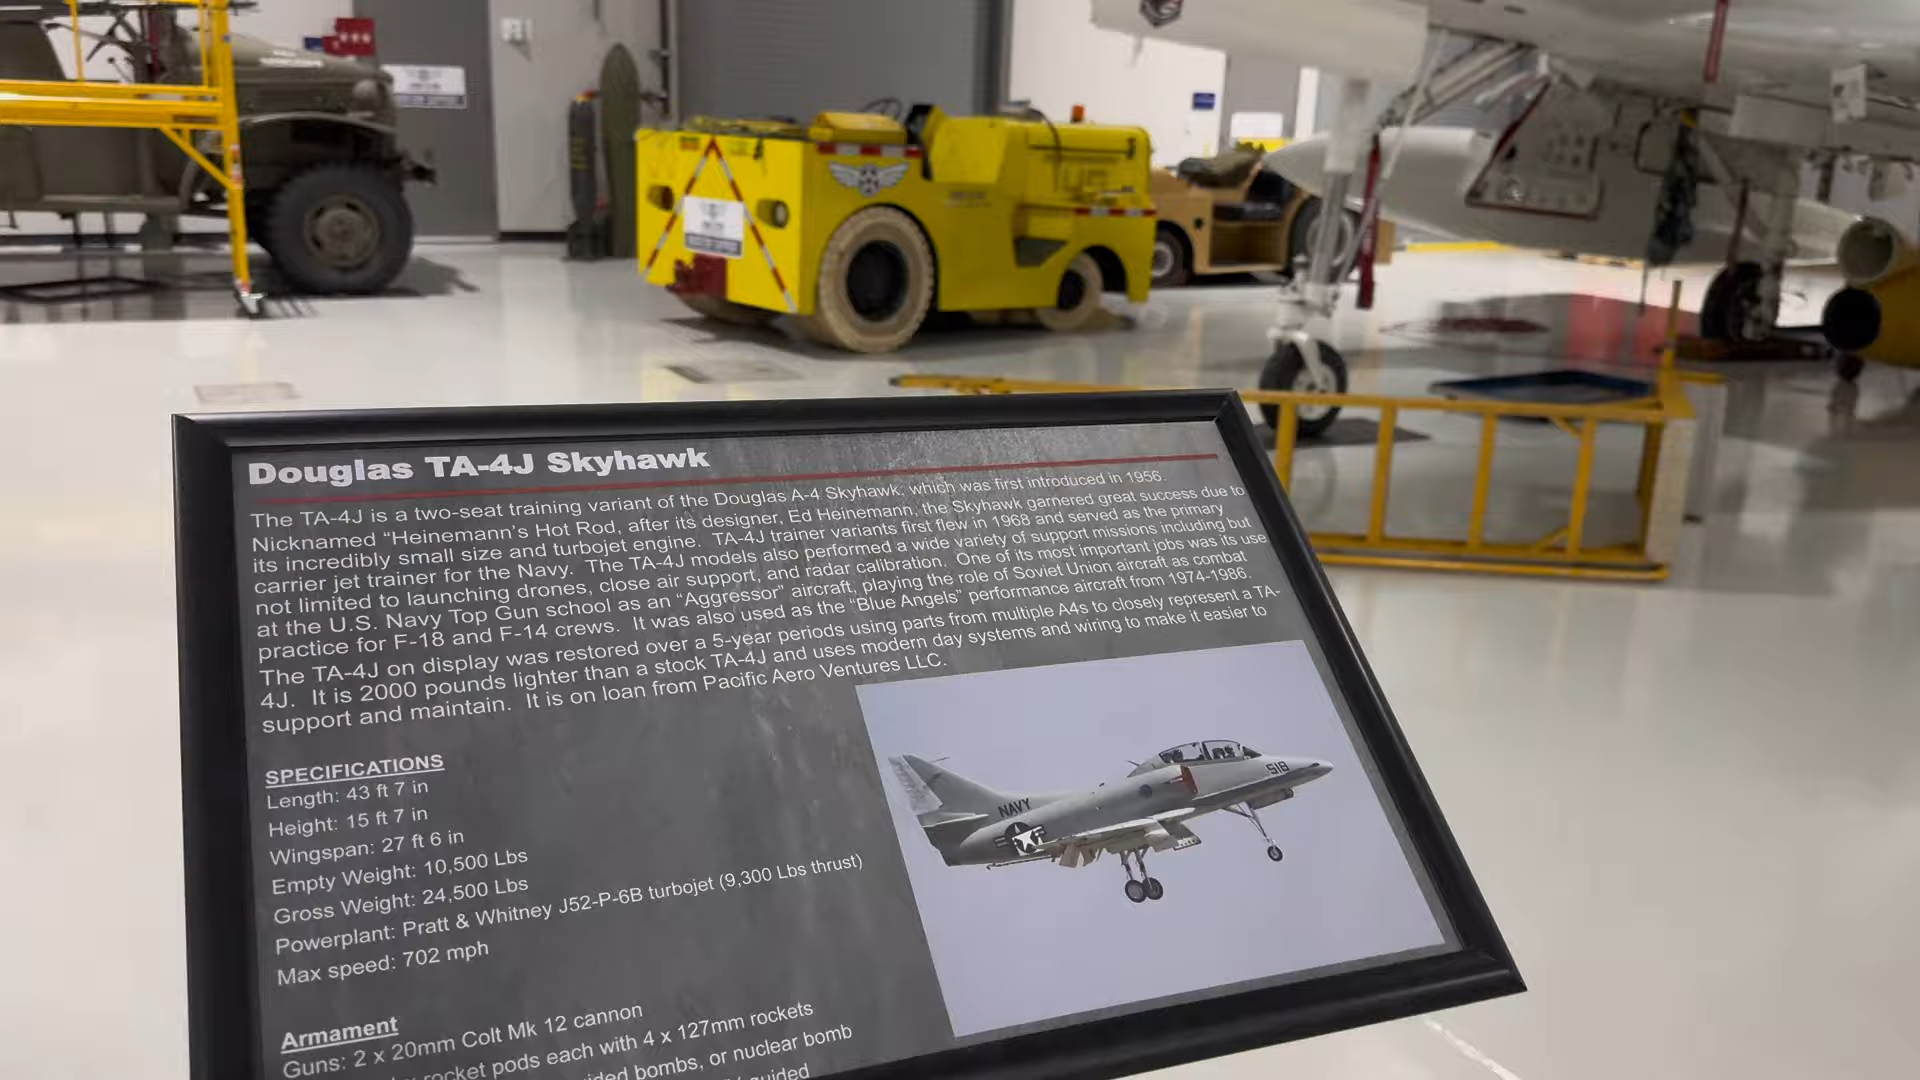 Douglas TA-4J Skyhawk
The TA-4J is a two-seat training variant of the Douglas A-4 Skyhawk, which was first introduced in 1956.
Nicknamed “Heinemann’s Hot Rod, after its designer, Ed Heinemann, the Skyhawk garnered great success due to
its incredibly small size and turbojet engine. TA-4J trainer variants first flew in 1968 and served as the primary
carrier jet trainer for the Navy. The TA-4J models also performed a wide variety of support missions including but
not limited to launching drones, close air support, and radar calibration. One of its most important jobs was its use
at the U.S. Navy Top Gun school as an “Aggressor” aircraft, playing the role of Soviet Union aircraft as combat
practice for F-18 and F-14 crews. It was also used as the “Blue Angels” performance aircraft from 1974-1986.
The TA-4J on display was restored over a 5-year periods using parts from multiple A4s to closely represent a TA-
4J. It is 2000 pounds lighter than a stock TA-4J and uses modern day systems and wiring to make it easier to
support and maintain. It is on loan from Pacific Aero Ventures LLC.
SPECIFICATIONS
Length: 43 ft 7 in
Height: 15 ft 7 in
Wingspan: 27 ft 6 in
Empty Weight: 10,500 Lbs
Gross Weight: 24,500 Lbs
Powerplant: Pratt & Whitney J52-P-6B turbojet (9,300 Lbs thrust)
Max speed: 702 mph
Armament
Guns: 2 x 20mm Colt Mk 12 cannon
rocket pods each with 4 x 127mm rockets
bombs, or nuclear bomb
guided
518
NAVY